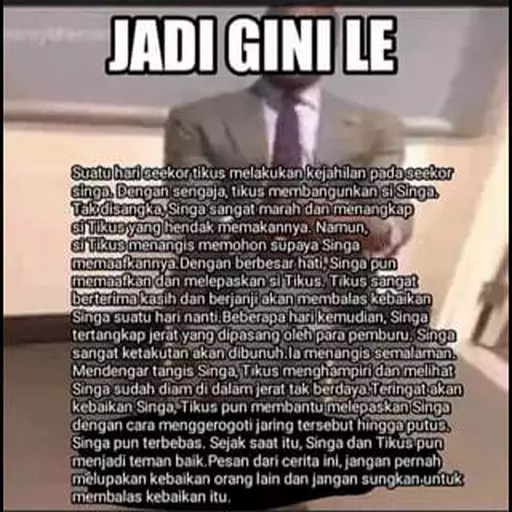 JADI GINI LE
Suatu hari seekor tikus melakukan kejahilan pada seekor
singa. Dengan sengaja, tikus membangunkan si Singa.
Tak disangka, Singa sangat marah dan menangkap
si Tikus yang hendak memakannya. Namun,
si Tikus menangis memohon supaya Singa
memaafkannya.Dengan berbesar hati, Singa pun
memaafkan dan melepaskan si Tikus. Tikus sangat
berterima kasih dan berjanji akan membalas kebaikan
Singa suatu hari nanti.Beberapa hari kemudian, Singa
tertangkap jerat yang dipasang oleh para pemburu. Singa
sangat ketakutan akan dibunuh.Ia menangis semalaman.
Mendengar tangis Singa, Tikus menghampiri dan melihat
Singa sudah diam di dalam jerat tak berdaya.Teringat akan
kebaikan Singa, Tikus pun membantu melepaskan Singa
dengan cara menggerogoti jaring tersebut hingga putus.
Singa pun terbebas. Sejak saat itu, Singa dan Tikus pun
menjadi teman baik.Pesan dari cerita ini, jangan pernah
melupakan kebaikan orang lain dan jangan sungkan untuk
membalas kebaikan itu.